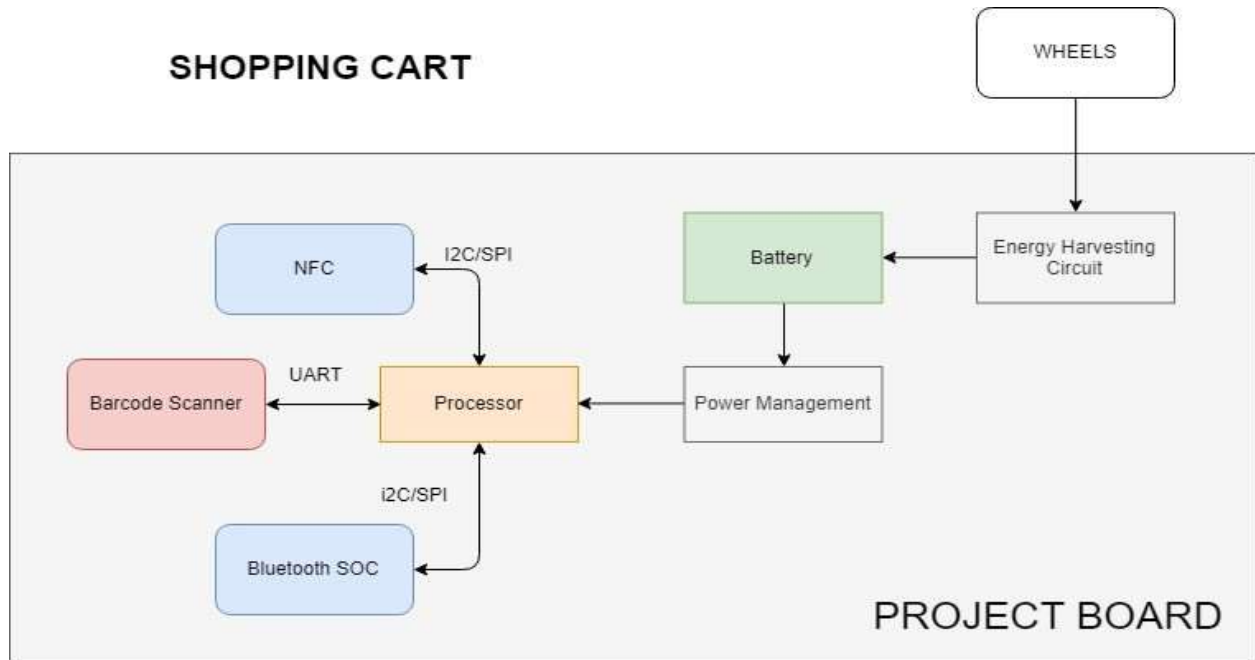 SHOPPING CART
WHEELS
NFC
I2C/SPI
Battery
Energy Harvesting
Circuit
UART
Barcode Scanner
Processor
Power Management
i2C/SPI
Bluetooth SOC
PROJECT BOARD